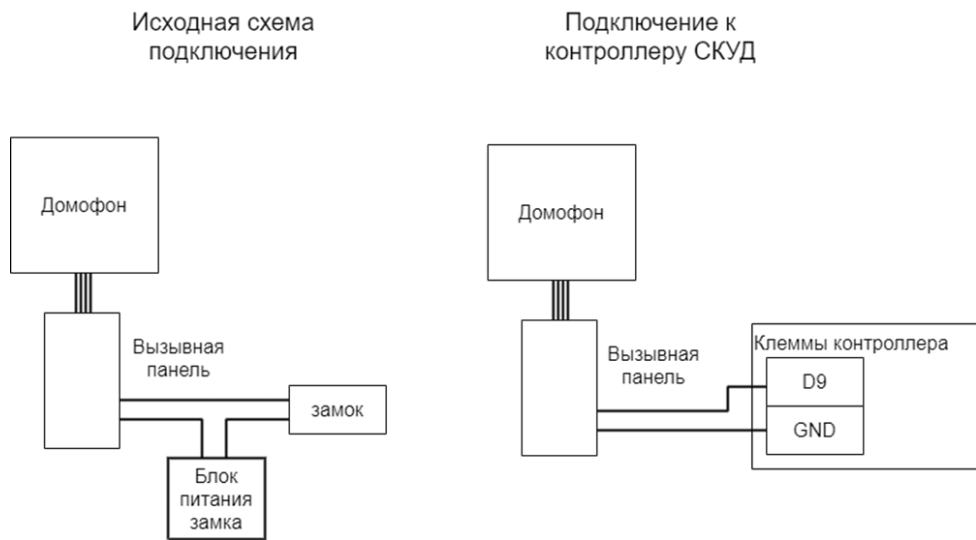 Исходная схема
подключения
Подключение к
контроллеру СКУД
Домофон
Вызывная
панель
замок
Блок
питания
замка
Домофон
Вызывная
панель
Клеммы контроллера
D9
GND